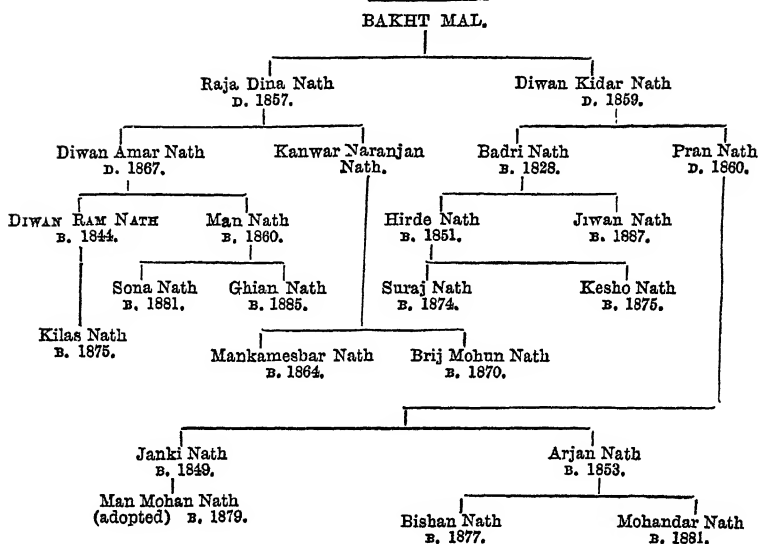 BAKHT MAL.
Raja Dina Nath
D. 1857.
Diwan Kidar Nath
D. 1859.
Diwan Amar Nath
D. 1867.
Kanwar Naranjan
Nath.
Badri Nath
B. 1828.
Pran Nath
D. 1860.
DIWAN RAM NATH
B. 1844.
Man Nath
B. 1860.
Hirde Nath
B. 1851.
Jiwan Nath
B. 1887.
Sona Nath
B. 1881.
Ghian Nath
B. 1885.
Suraj Nath
B. 1874.
Kesho Nath
B. 1875.
Kilas Nath
B. 1875.
Mankamesbar Nath
B. 1864.
Brij Mohun Nath
B. 1870.
Janki Nath
B. 1849.
Arjan Nath
B. 1853.
Man Mohan Nath
(adopted) B. 1879.
Bishan Nath
B. 1877.
Mohandar Nath
B. 1881.